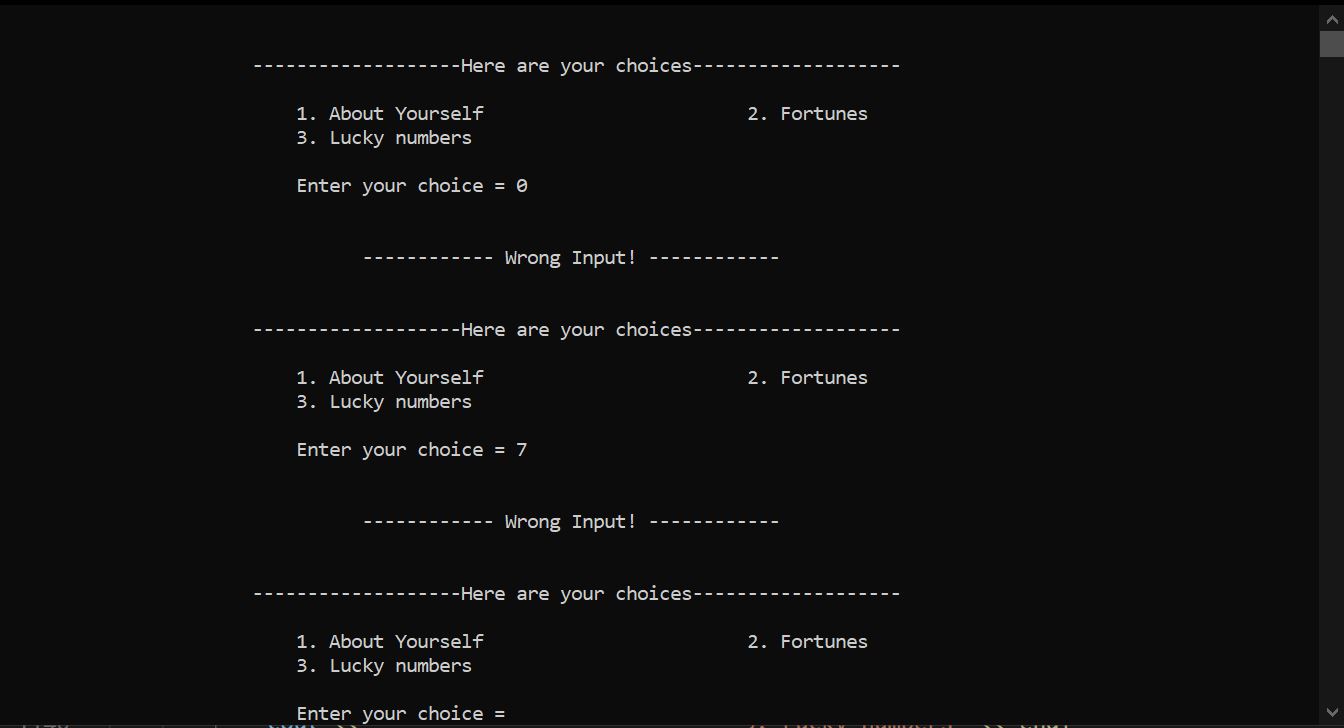 -------------------Here are your choices-------------------
1. About Yourself                        2. Fortunes
3. Lucky numbers
Enter your choice = 0
------------ Wrong Input! ------------
-------------------Here are your choices-------------------
1. About Yourself                        2. Fortunes
3. Lucky numbers
Enter your choice = 7
------------ Wrong Input! ------------
-------------------Here are your choices-------------------
1. About Yourself                        2. Fortunes
3. Lucky numbers
Enter your choice =